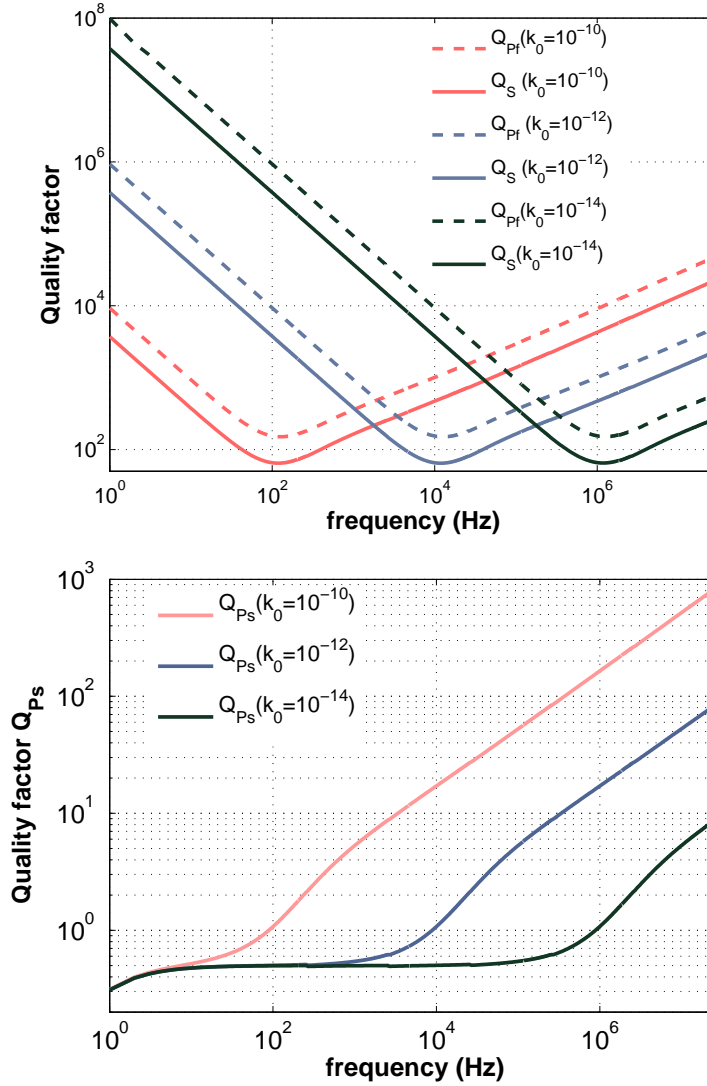 10^8
10^6
10^4
10^2
Quality factor
Q_Pf(k_0=10^−10)
Q_S (k_0=10^−10)
Q_Pf (k_0=10^−12)
Q_S (k_0=10^−12)
Q_Pf(k_0=10^−14)
Q_S(k_0=10^−14)
10^0 10^2 10^4 10^6
frequency (Hz)
10^3
10^2
10^1
10^0
Quality factor Q_Ps
Q_Ps(k_0=10^−10)
Q_Ps(k_0=10^−12)
Q_Ps(k_0=10^−14)
10^0 10^2 10^4 10^6
frequency (Hz)